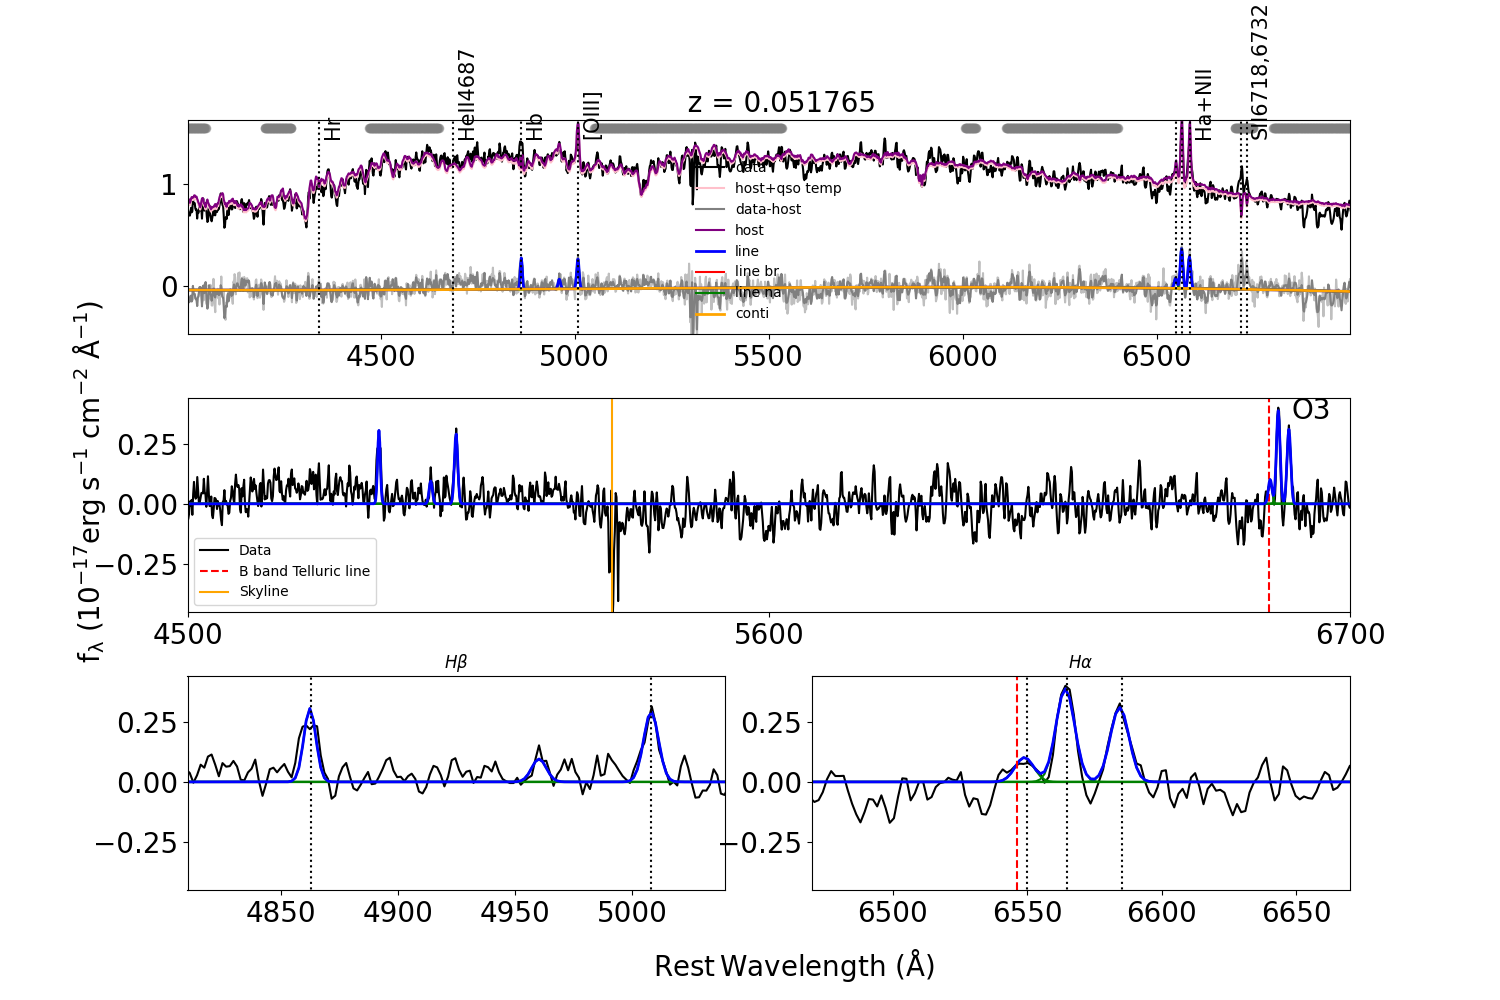 z = 0.051765
Hr
HeII4687
Hb
[OIII]
Ha+NII
SII6718,6732
1
0
data
host+qso temp
data-host
host
line
line br
line na
conti
4500 5000 5500 6000 6500
fλ (10⁻¹⁷erg s⁻¹ cm⁻² Å⁻¹)
O3
0.25
0.00
−0.25
Data
B band Telluric line
Skyline
4500 5600 6700
Hβ
0.25
0.00
−0.25
4850 4900 4950 5000
Hα
0.25
0.00
−0.25
6500 6550 6600 6650
Rest Wavelength (Å)